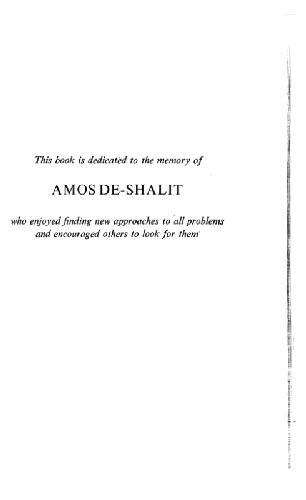 This book is dedicated to the memory of
AMOS DE-SHALIT
who enjoyed finding new approaches to all problems
and encouraged others to look for them